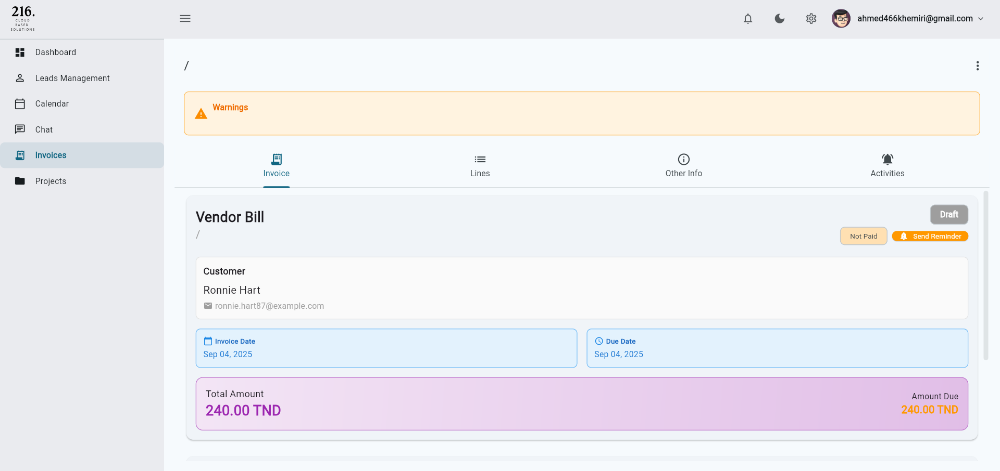 216.
CLOUD
BASED
SOLUTIONS
ahmed466khemiri@gmail.com
Dashboard
Leads Management
Calendar
Chat
Invoices
Projects
/
Warnings
Invoice
Lines
Other Info
Activities
Vendor Bill
Draft
/
Not Paid
Send Reminder
Customer
Ronnie Hart
ronnie.hart87@example.com
Invoice Date
Sep 04, 2025
Due Date
Sep 04, 2025
Total Amount
240.00 TND
Amount Due
240.00 TND